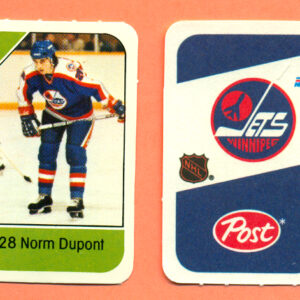 28 Norm Dupont
JETS
WINNIPEG
NHL
Post